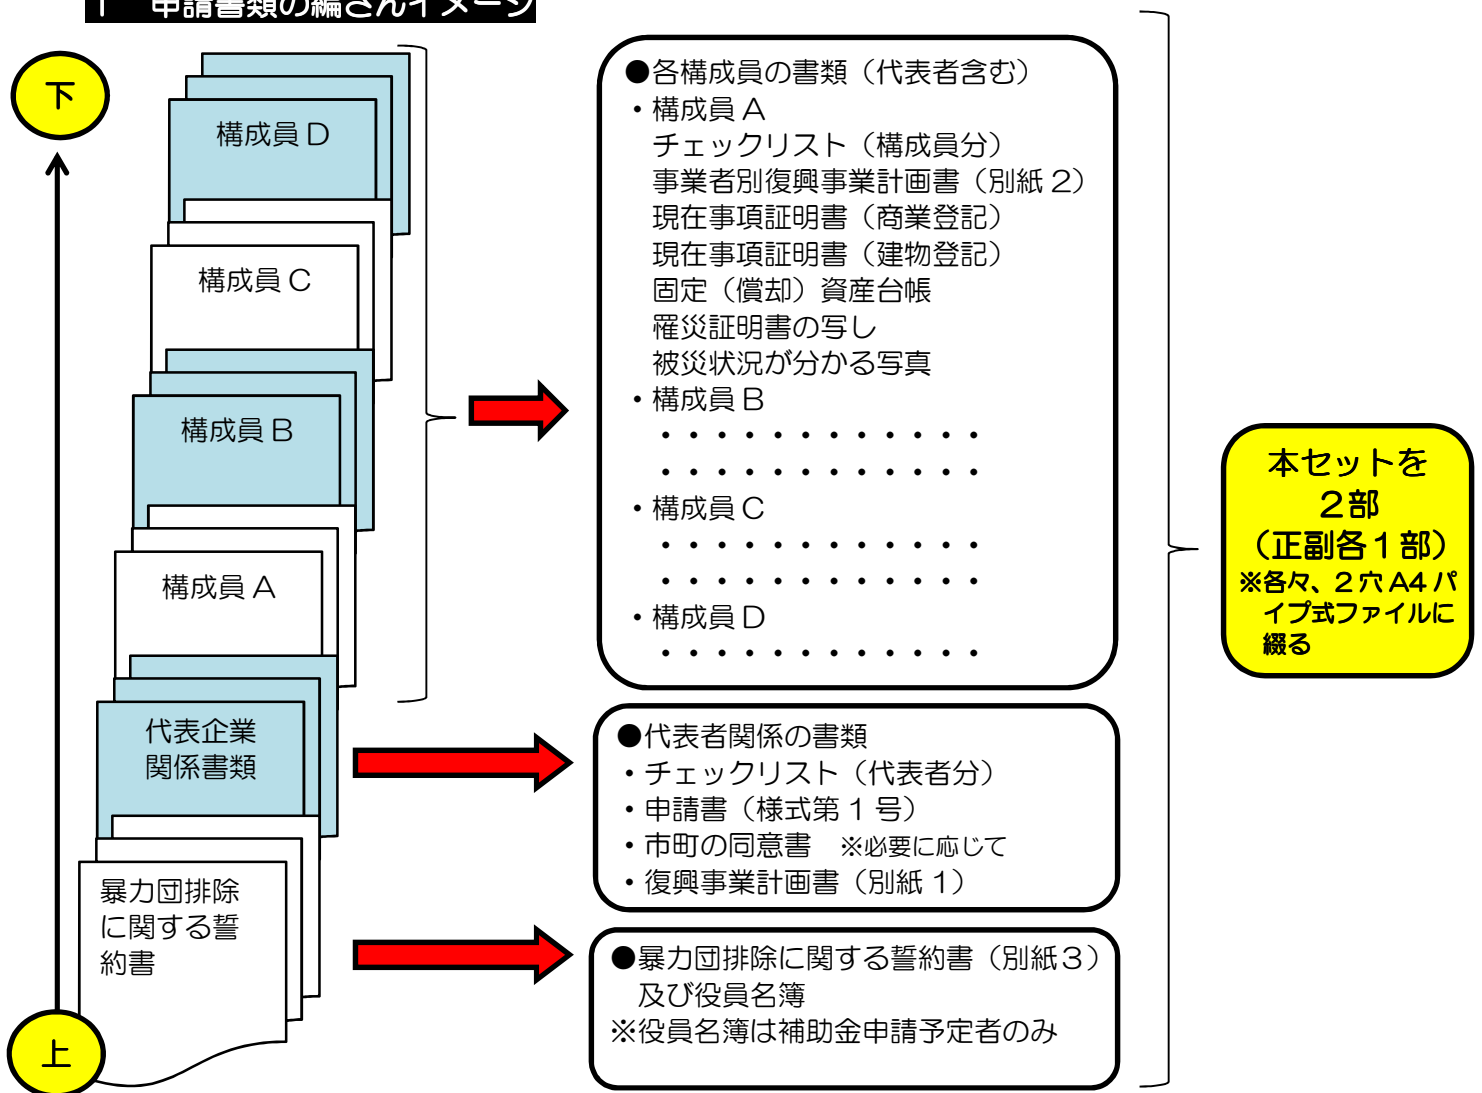 1　申請書類の編さんイメージ
下
構成員D
構成員C
構成員B
構成員A
代表企業
関係書類
暴力団排除
に関する誓
約書
上
●各構成員の書類（代表者含む）
・構成員A
チェックリスト（構成員分）
事業者別復興事業計画書（別紙2）
現在事項証明書（商業登記）
現在事項証明書（建物登記）
固定（償却）資産台帳
罹災証明書の写し
被災状況が分かる写真
・構成員B
・・・・・・・・・・・・
・・・・・・・・・・・・
・構成員C
・・・・・・・・・・・・
・・・・・・・・・・・・
・構成員D
・・・・・・・・・・・・
●代表者関係の書類
・チェックリスト（代表者分）
・申請書（様式第1号）
・市町の同意書　※必要に応じて
・復興事業計画書（別紙1）
●暴力団排除に関する誓約書（別紙3）
及び役員名簿
※役員名簿は補助金申請予定者のみ
本セットを
2部
（正副各1部）
※各々、2穴A4パ
イプ式ファイルに
綴る